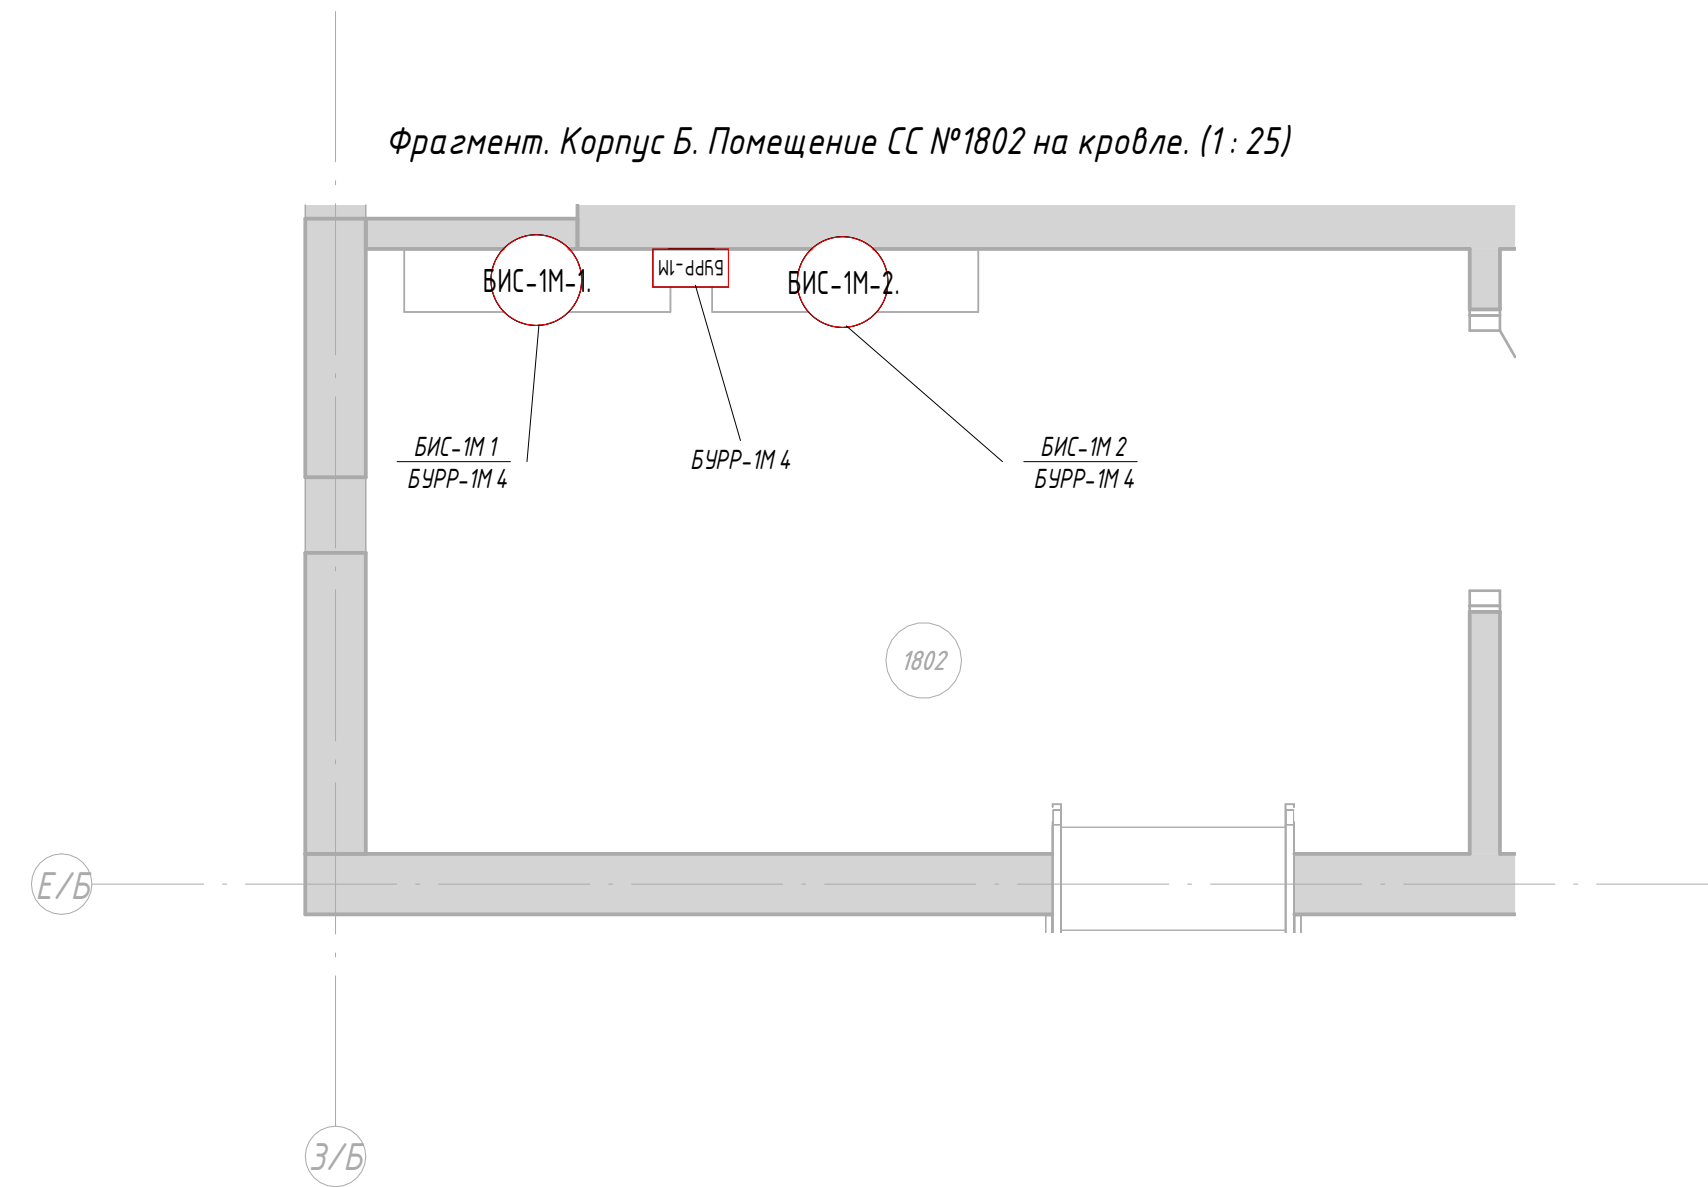 Фрагмент. Корпус Б. Помещение СС №1802 на кровле. (1 : 25)
БИС-1М-1.
БУРР-1М
БИС-1М-2.
БИС-1М 1
БУРР-1М 4
БУРР-1М 4
БИС-1М 2
БУРР-1М 4
1802
Е/Б
3/Б